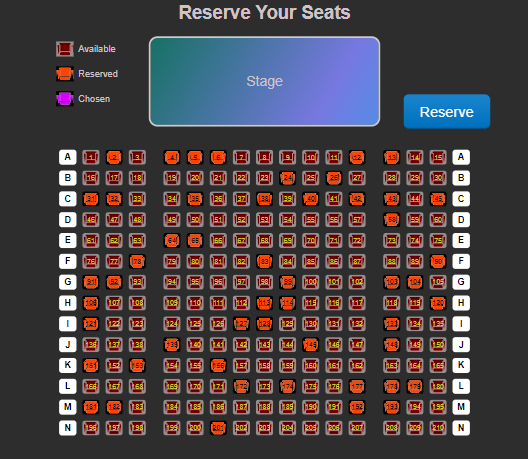 Reserve Your Seats
Available
Reserved
Chosen
Stage
Reserve
A 1 2 3 4 5 6 7 8 9 10 11 12 13 14 15 A
B 16 17 18 19 20 21 22 23 24 25 26 27 28 29 30 B
C 31 32 33 34 35 36 37 38 39 40 41 42 43 44 45 C
D 46 47 48 49 50 51 52 53 54 55 56 57 58 59 60 D
E 61 62 63 64 65 66 67 68 69 70 71 72 73 74 75 E
F 76 77 78 79 80 81 82 83 84 85 86 87 88 89 90 F
G 91 92 93 94 95 96 97 98 99 100 101 102 103 104 105 G
H 106 107 108 109 110 111 112 113 114 115 116 117 118 119 120 H
I 121 122 123 124 125 126 127 128 129 130 131 132 133 134 135 I
J 136 137 138 139 140 141 142 143 144 145 146 147 148 149 150 J
K 151 152 153 154 155 156 157 158 159 160 161 162 163 164 165 K
L 166 167 168 169 170 171 172 173 174 175 176 177 178 179 180 L
M 181 182 183 184 185 186 187 188 189 190 191 192 193 194 195 M
N 196 197 198 199 200 201 202 203 204 205 206 207 208 209 210 N